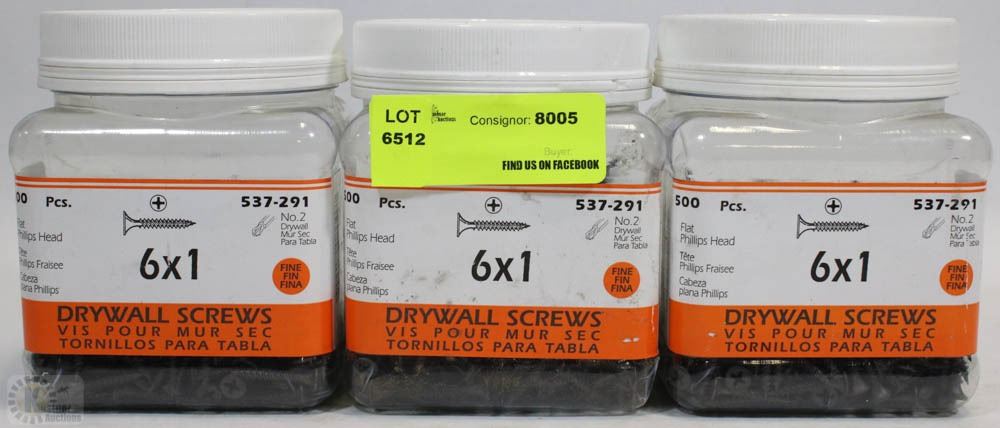 LOT
6512
Kastner
Auctions
Consignor: 8005
Buyer:
FIND US ON FACEBOOK
00 Pcs. 537-291
Flat
Phillips Head
Tête
Phillips Fraisee
Cabeza
plana Phillips
6x1
No.2
Drywall
Mur Sec
Para Tabla
FINE
FIN
FINA
DRYWALL SCREWS
VIS POUR MUR SEC
TORNILLOS PARA TABLA
500 Pcs. 537-291
Flat
Phillips Head
Tête
Phillips Fraisee
Cabeza
plana Phillips
6x1
No.2
Drywall
Mur Sec
Para Tabla
FINE
FIN
FINA
DRYWALL SCREWS
VIS POUR MUR SEC
TORNILLOS PARA TABLA
500 Pcs. 537-291
Flat
Phillips Head
Tête
Phillips Fraisee
Cabeza
plana Phillips
6x1
No.2
Drywall
Mur Sec
Para Tabla
FINE
FIN
FINA
DRYWALL SCREWS
VIS POUR MUR SEC
TORNILLOS PARA TABLA
Kastner
Auctions